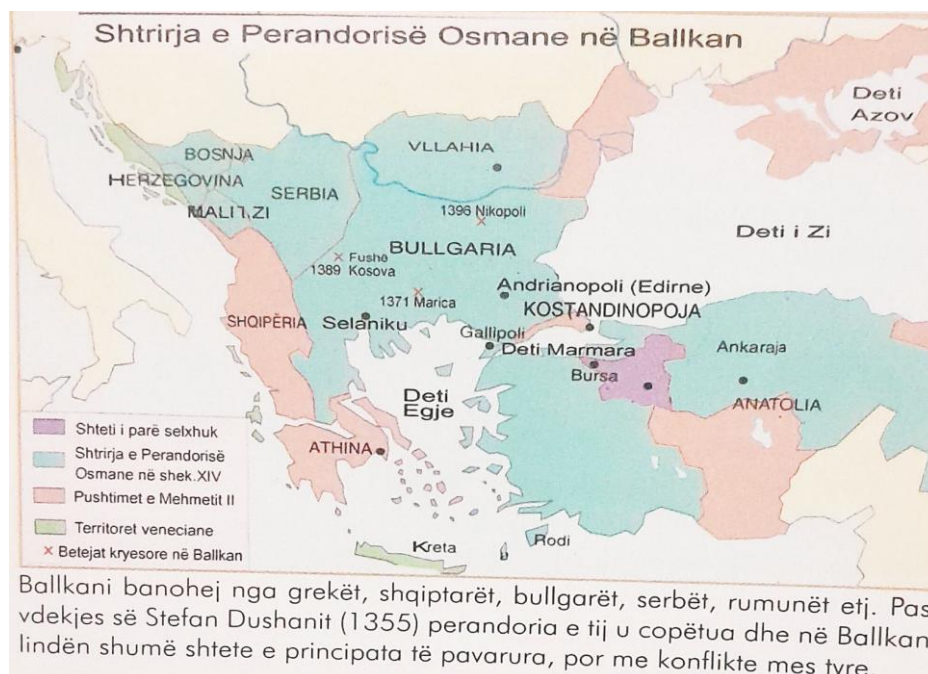 Shtrirja e Perandorisë Osmane në Ballkan
Deti
Azov
VLLAHIA
BOSNJA
HERZEGOVINA
SERBIA
MALI I ZI
1396 Nikopoli
Deti i Zi
BULLGARIA
Fushë
1389 Kosova
Andrianopoli (Edirne)
1371 Marica
KOSTANDINOPOJA
SHQIPËRIA
Selaniku
Gallipoli
Deti Marmara
Ankaraja
Bursa
Deti
Egje
ANATOLIA
Shteti i parë selxhuk
Shtrirja e Perandorisë
Osmane në shek.XIV
ATHINA
Pushtimet e Mehmetit II
Territoret veneciane
Kreta
Rodi
Betejat kryesore në Ballkan
Ballkani banohej nga grekët, shqiptarët, bullgarët, serbët, rumunët etj. Pas
vdekjes së Stefan Dushanit (1355) perandoria e tij u copëtua dhe në Ballkan
lindën shumë shtete e principata të pavarura, por me konflikte mes tyre